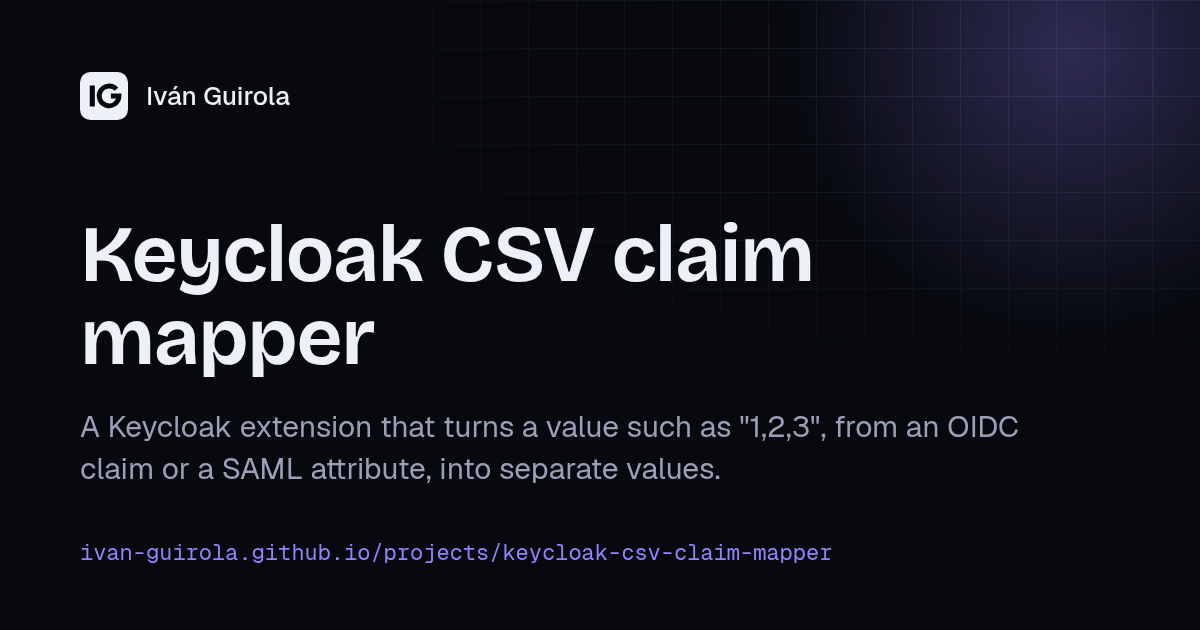 IG
Iván Guirola
Keycloak CSV claim
mapper
A Keycloak extension that turns a value such as "1,2,3", from an OIDC
claim or a SAML attribute, into separate values.
ivan-guirola.github.io/projects/keycloak-csv-claim-mapper